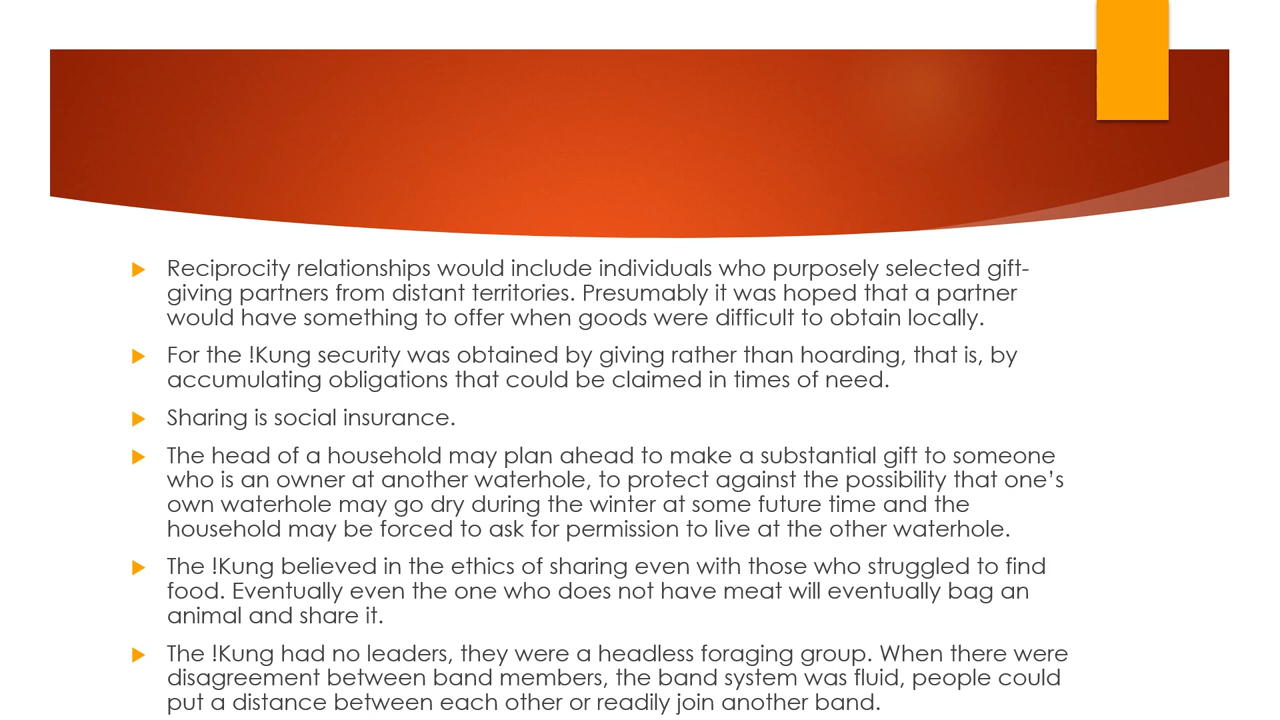 Reciprocity relationships would include individuals who purposely selected gift-
giving partners from distant territories. Presumably it was hoped that a partner
would have something to offer when goods were difficult to obtain locally.
For the !Kung security was obtained by giving rather than hoarding, that is, by
accumulating obligations that could be claimed in times of need.
Sharing is social insurance.
The head of a household may plan ahead to make a substantial gift to someone
who is an owner at another waterhole, to protect against the possibility that one’s
own waterhole may go dry during the winter at some future time and the
household may be forced to ask for permission to live at the other waterhole.
The !Kung believed in the ethics of sharing even with those who struggled to find
food. Eventually even the one who does not have meat will eventually bag an
animal and share it.
The !Kung had no leaders, they were a headless foraging group. When there were
disagreement between band members, the band system was fluid, people could
put a distance between each other or readily join another band.